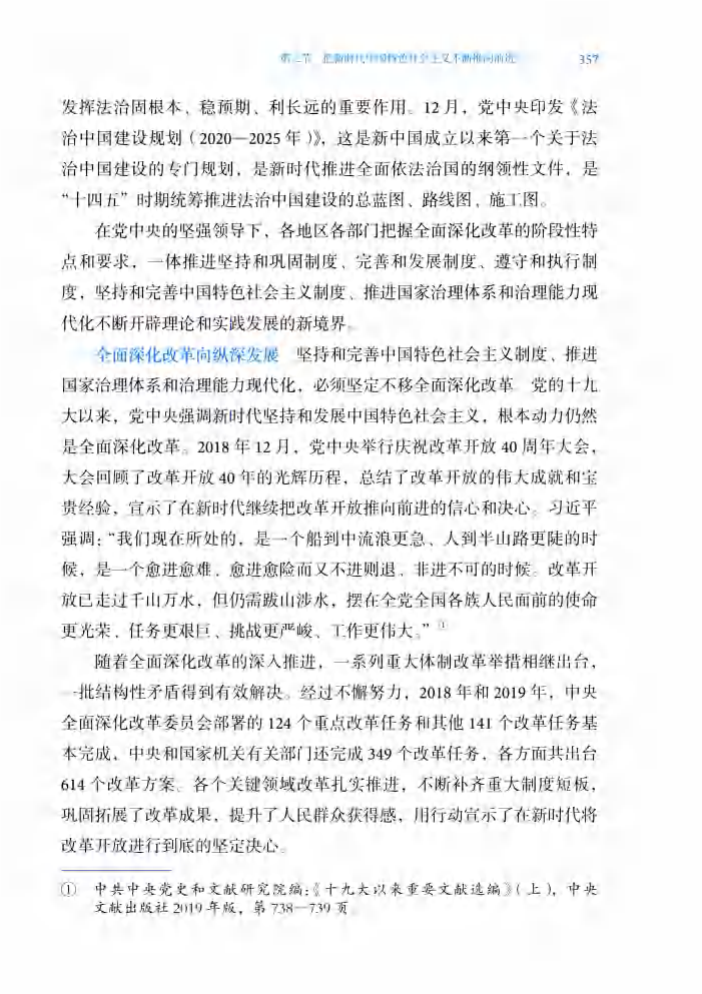 第三节 把新时代中国特色社会主义不断推向前进 357
发挥法治固根本、稳预期、利长远的重要作用。12月，党中央印发《法
治中国建设规划（2020—2025年）》，这是新中国成立以来第一个关于法
治中国建设的专门规划，是新时代推进全面依法治国的纲领性文件，是
“十四五”时期统筹推进法治中国建设的总蓝图、路线图、施工图。
在党中央的坚强领导下，各地区各部门把握全面深化改革的阶段性特
点和要求，一体推进坚持和巩固制度、完善和发展制度、遵守和执行制
度，坚持和完善中国特色社会主义制度、推进国家治理体系和治理能力现
代化不断开辟理论和实践发展的新境界。
全面深化改革向纵深发展 坚持和完善中国特色社会主义制度、推进
国家治理体系和治理能力现代化，必须坚定不移全面深化改革。党的十九
大以来，党中央强调新时代坚持和发展中国特色社会主义，根本动力仍然
是全面深化改革。2018年12月，党中央举行庆祝改革开放40周年大会，
大会回顾了改革开放40年的光辉历程，总结了改革开放的伟大成就和宝
贵经验，宣示了在新时代继续把改革开放推向前进的信心和决心。习近平
强调：“我们现在所处的，是一个船到中流浪更急、人到半山路更陡的时
候，是一个愈进愈难、愈进愈险而又不进则退、非进不可的时候。改革开
放已走过千山万水，但仍需跋山涉水，摆在全党全国各族人民面前的使命
更光荣、任务更艰巨、挑战更严峻、工作更伟大。”①
随着全面深化改革的深入推进，一系列重大体制改革举措相继出台，
一批结构性矛盾得到有效解决。经过不懈努力，2018年和2019年，中央
全面深化改革委员会部署的124个重点改革任务和其他141个改革任务基
本完成，中央和国家机关有关部门还完成349个改革任务，各方面共出台
614个改革方案。各个关键领域改革扎实推进，不断补齐重大制度短板，
巩固拓展了改革成果，提升了人民群众获得感，用行动宣示了在新时代将
改革开放进行到底的坚定决心。
① 中共中央党史和文献研究院编：《十九大以来重要文献选编》（上），中央
文献出版社2019年版，第738—739页。